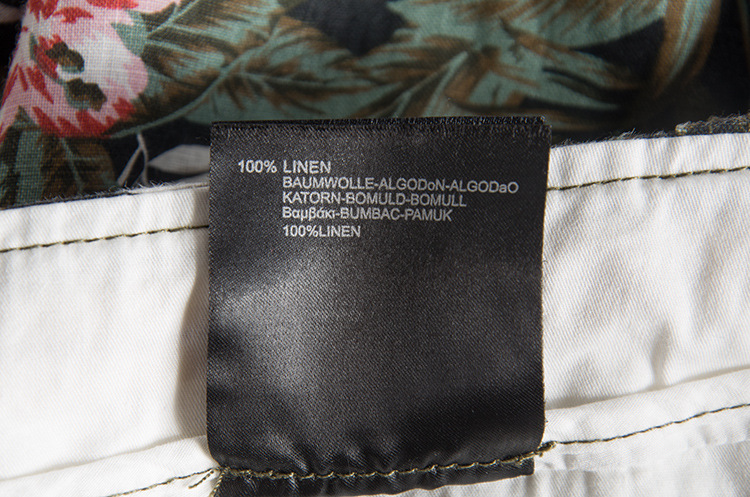 100% LINEN
BAUMWOLLE-ALGODoN-ALGODaO
KATORN-BOMULD-BOMULL
Βαμβάκι-BUMBAC-PAMUK
100%LINEN